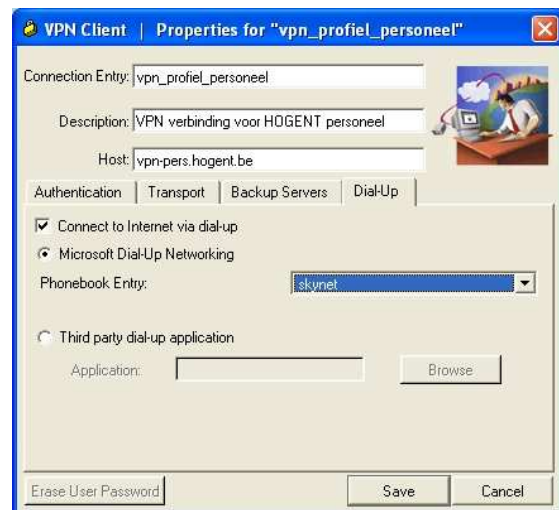 VPN Client | Properties for "vpn_profiel_personeel"
Connection Entry: vpn_profiel_personeel
Description: VPN verbinding voor HOGENT personeel
Host: vpn-pers.hogent.be
Authentication Transport Backup Servers Dial-Up
Connect to Internet via dial-up
Microsoft Dial-Up Networking
Phonebook Entry: skynet
Third party dial-up application
Application: Browse
Erase User Password Save Cancel